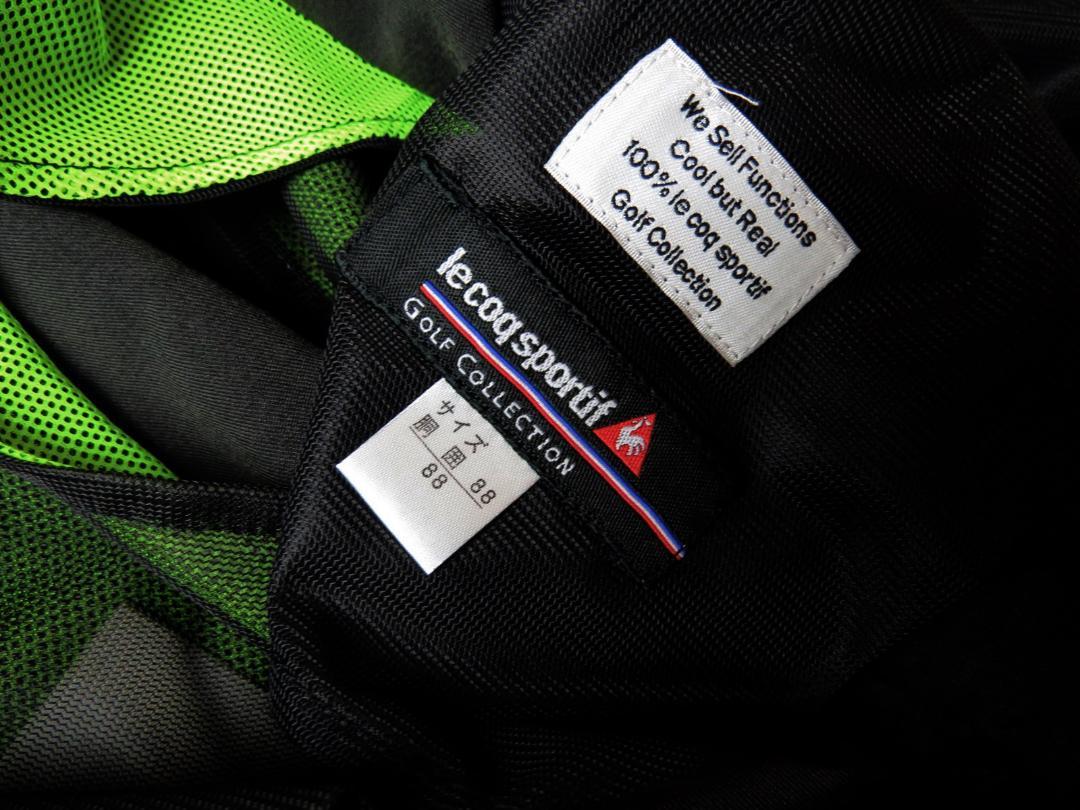 We Sell Functions
Cool but Real
100% le coq sportif
Golf Collection
le coq sportif
GOLF COLLECTION
サイズ 88
胴囲
88